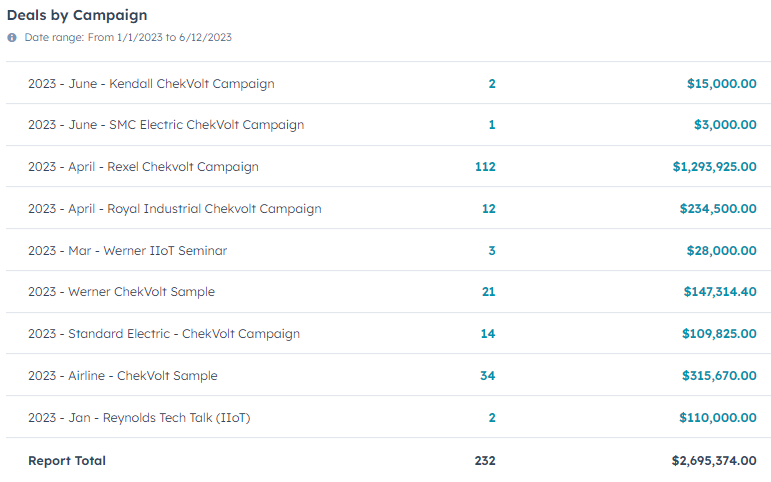 Deals by Campaign
Date range: From 1/1/2023 to 6/12/2023
2023 - June - Kendall ChekVolt Campaign 2 $15,000.00
2023 - June - SMC Electric ChekVolt Campaign 1 $3,000.00
2023 - April - Rexel Chekvolt Campaign 112 $1,293,925.00
2023 - April - Royal Industrial Chekvolt Campaign 12 $234,500.00
2023 - Mar - Werner IIoT Seminar 3 $28,000.00
2023 - Werner ChekVolt Sample 21 $147,314.40
2023 - Standard Electric - ChekVolt Campaign 14 $109,825.00
2023 - Airline - ChekVolt Sample 34 $315,670.00
2023 - Jan - Reynolds Tech Talk (IIoT) 2 $110,000.00
Report Total 232 $2,695,374.00